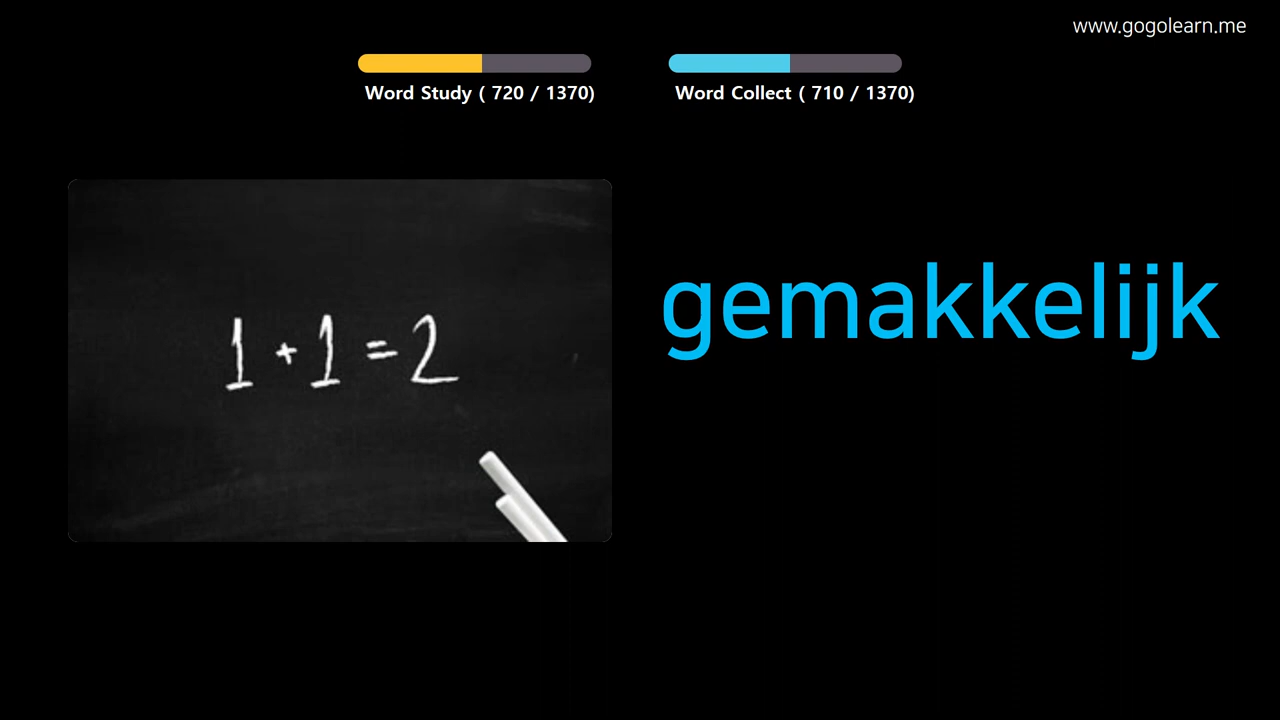 www.gogolearn.me
Word Study ( 720 / 1370)
Word Collect ( 710 / 1370)
1 + 1 = 2
gemakkelijk